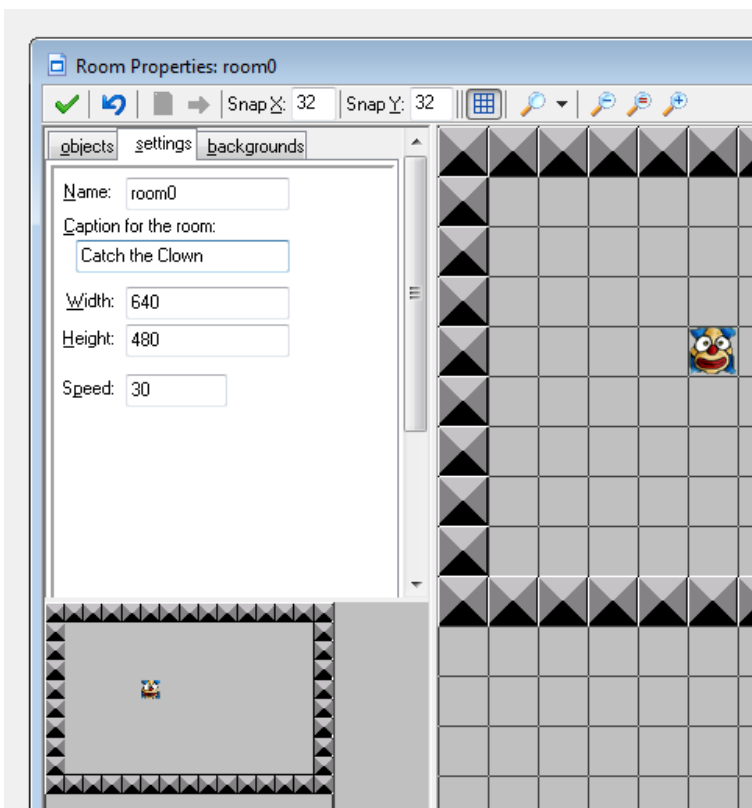 Room Properties: room0
Snap X: 32 Snap Y: 32
objects settings backgrounds
Name: room0
Caption for the room:
Catch the Clown
Width: 640
Height: 480
Speed: 30